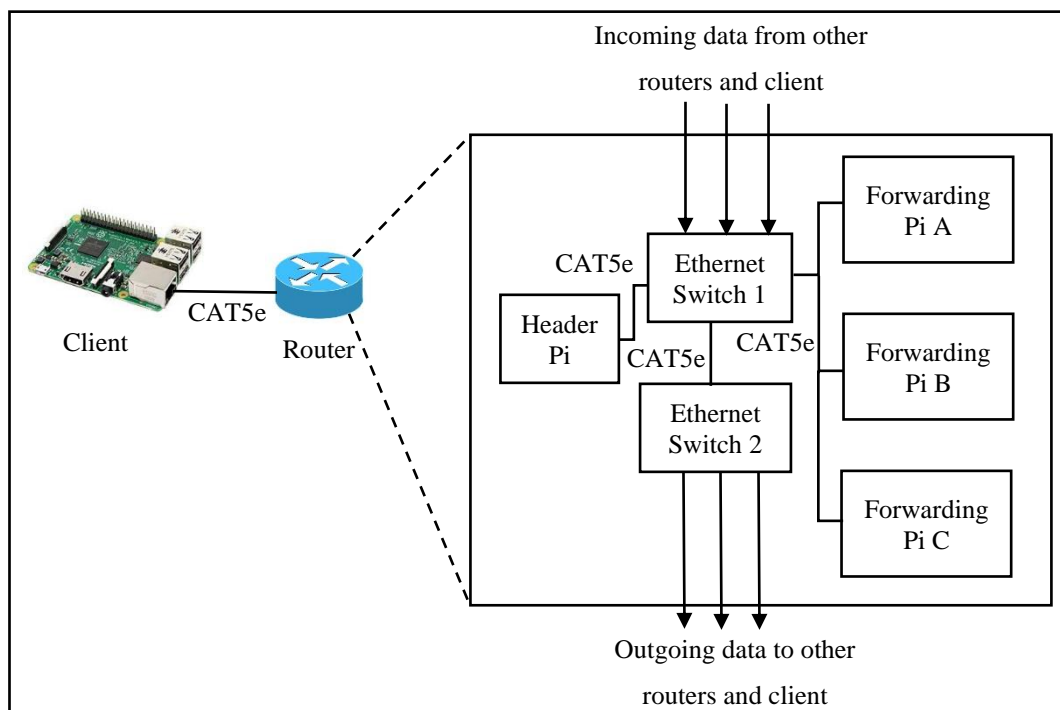 Incoming data from other
routers and client
Forwarding
Pi A
CAT5e
Ethernet
Switch 1
Header
Pi
CAT5e
CAT5e
CAT5e
Client
Router
Forwarding
Pi B
Ethernet
Switch 2
Forwarding
Pi C
Outgoing data to other
routers and client